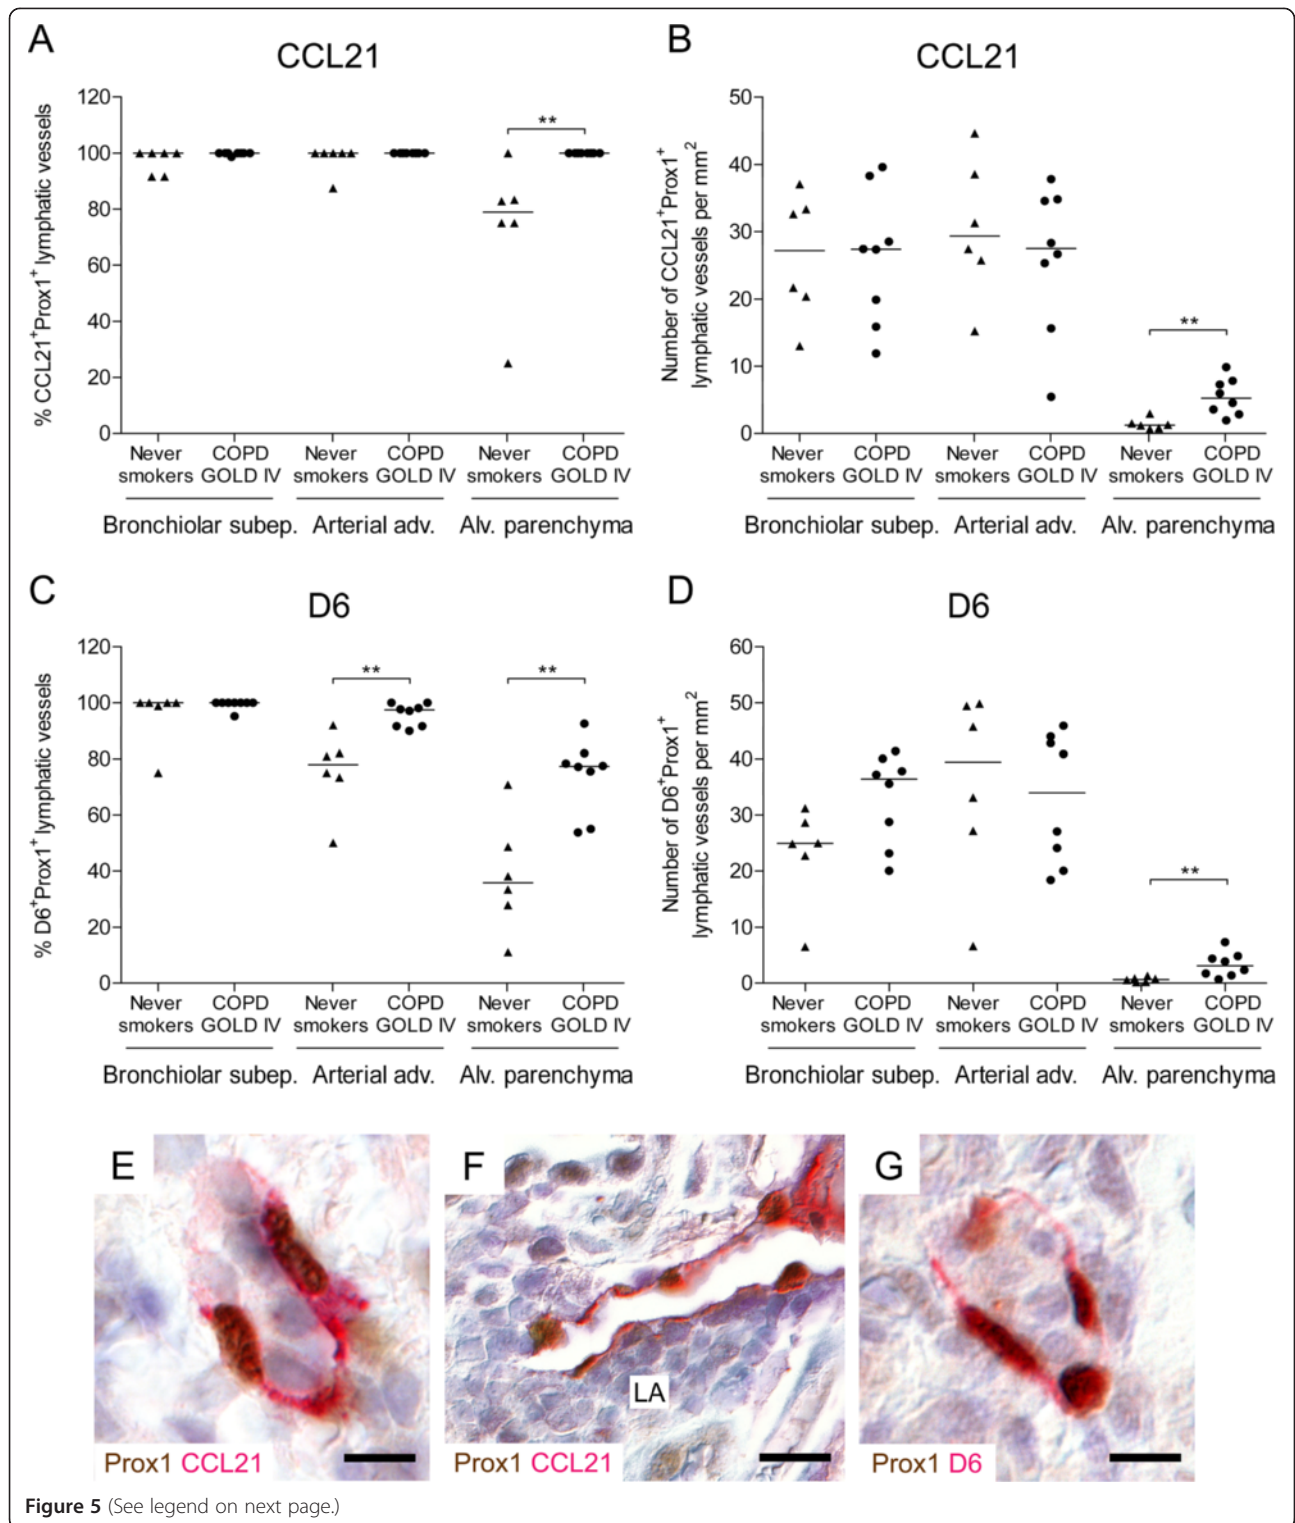 A
CCL21
% CCL21+Prox1+ lymphatic vessels
120
100
80
60
40
20
0
**
Never smokers
COPD GOLD IV
Never smokers
COPD GOLD IV
Never smokers
COPD GOLD IV
Bronchiolar subep.
Arterial adv.
Alv. parenchyma
B
CCL21
Number of CCL21+Prox1+
lymphatic vessels per mm2
50
40
30
20
10
0
**
Never smokers
COPD GOLD IV
Never smokers
COPD GOLD IV
Never smokers
COPD GOLD IV
Bronchiolar subep.
Arterial adv.
Alv. parenchyma
C
D6
% D6+Prox1+ lymphatic vessels
120
100
80
60
40
20
0
**
**
Never smokers
COPD GOLD IV
Never smokers
COPD GOLD IV
Never smokers
COPD GOLD IV
Bronchiolar subep.
Arterial adv.
Alv. parenchyma
D
D6
Number of D6+Prox1+
lymphatic vessels per mm2
60
50
40
30
20
10
0
**
Never smokers
COPD GOLD IV
Never smokers
COPD GOLD IV
Never smokers
COPD GOLD IV
Bronchiolar subep.
Arterial adv.
Alv. parenchyma
E
Prox1 CCL21
F
LA
Prox1 CCL21
G
Prox1 D6
Figure 5 (See legend on next page.)